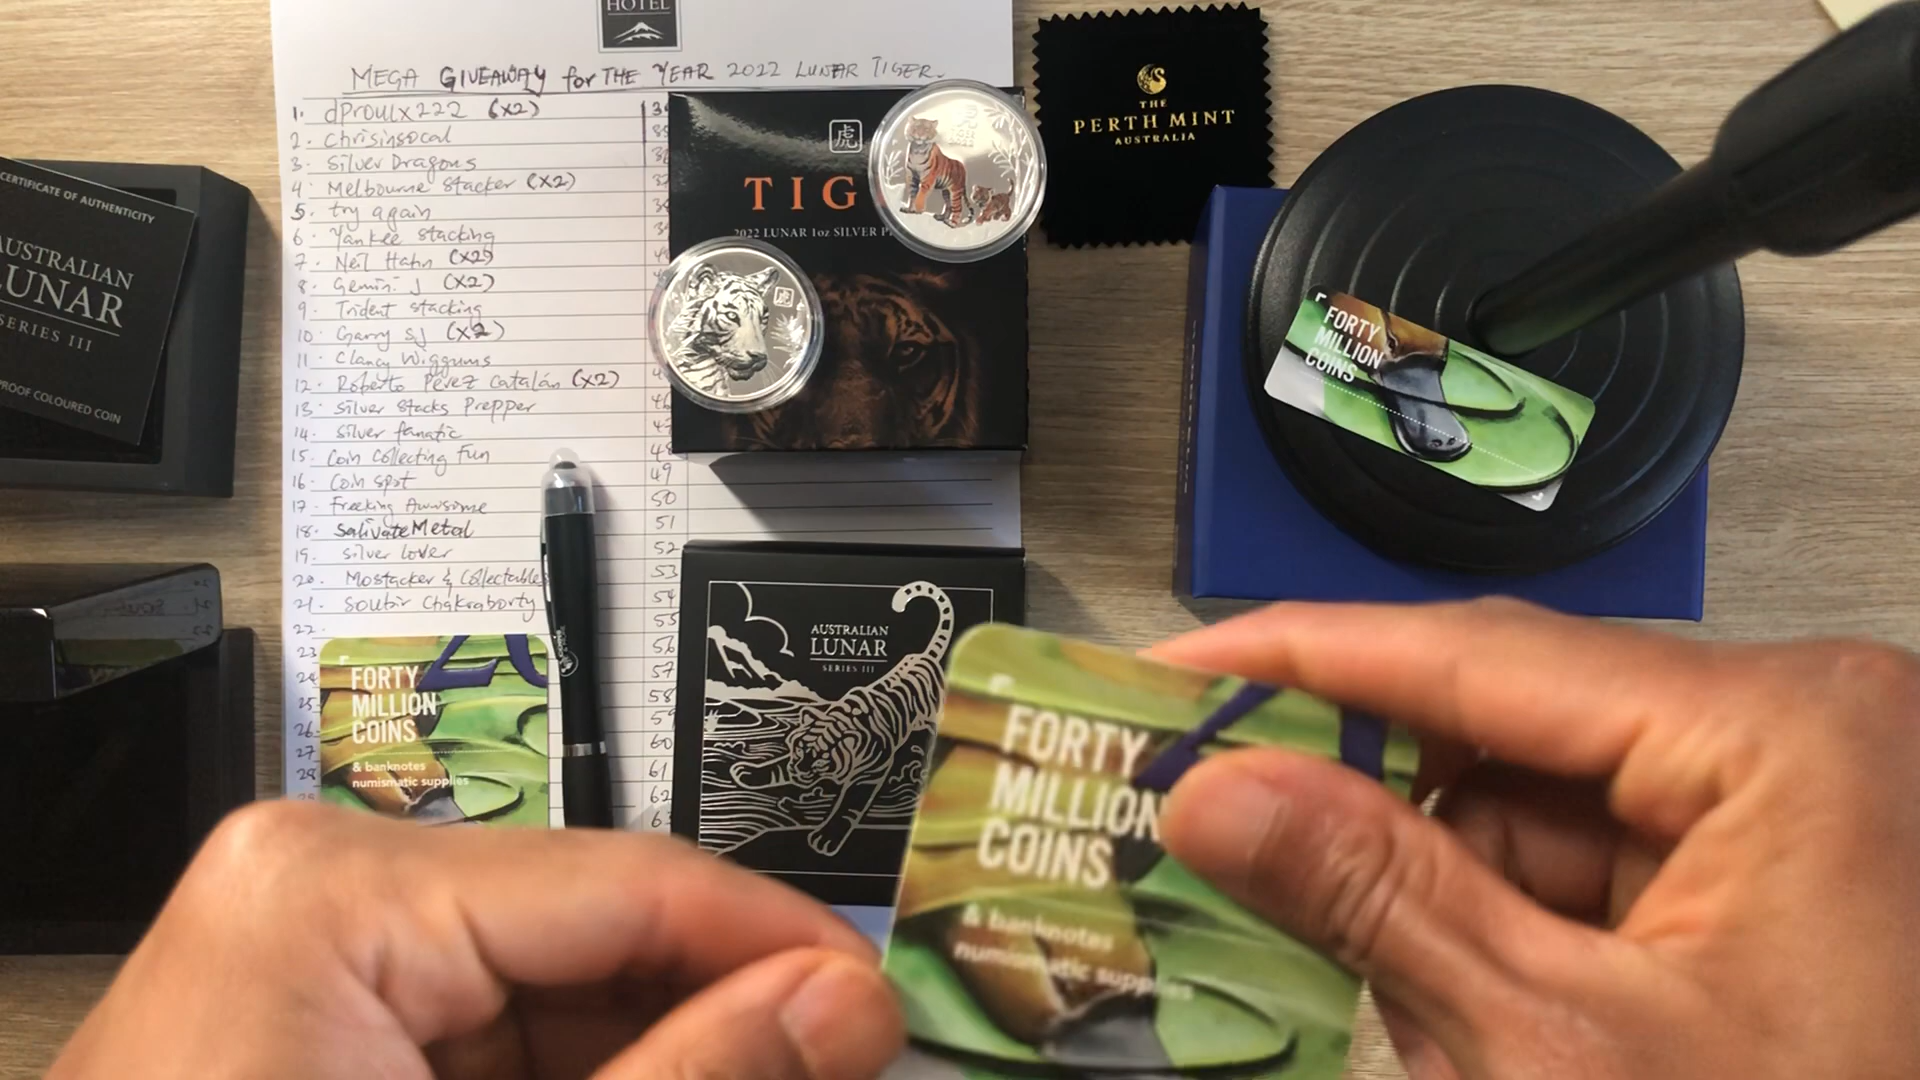 HOTEL
MEGA GIVEAWAY for THE YEAR 2022 LUNAR TIGER.
1. dProulx222 (x2)
2. Chrisinsocal
3. Silver Dragons
4. Melbourne Stacker (x2)
5. try again
6. Yankee stacking
7. Neil Hahn (x2)
8. Gemini J (x2)
9. Trident stacking
10. Garry SJ (x2)
11. Clancy Wiggums
12. Roberto Pérez Catalán (x2)
13. Silver Stacks Prepper
14. Silver fanatic
15. Coin Collecting Fun
16. Coin spot
17. Freeking Awwsome
18. SalivateMetal
19. silver lover
20. Mostacker & Collectables
21. Soubir Chakraborty
22.
23
24
25.
26.
27
28
46
47
48
49
50
51
52
53
54
55
56
57
58
59
60
61
62
63
CERTIFICATE OF AUTHENTICITY
AUSTRALIAN
LUNAR
SERIES III
PROOF COLOURED COIN
虎
TIG
2022 LUNAR 1oz SILVER P
虎
THE
PERTH MINT
AUSTRALIA
FORTY
MILLION
COINS
AUSTRALIAN
LUNAR
SERIES III
FORTY
MILLION
COINS
& banknotes
numismatic supplies
FORTY
MILLION
COINS
& banknotes
numismatic supplies